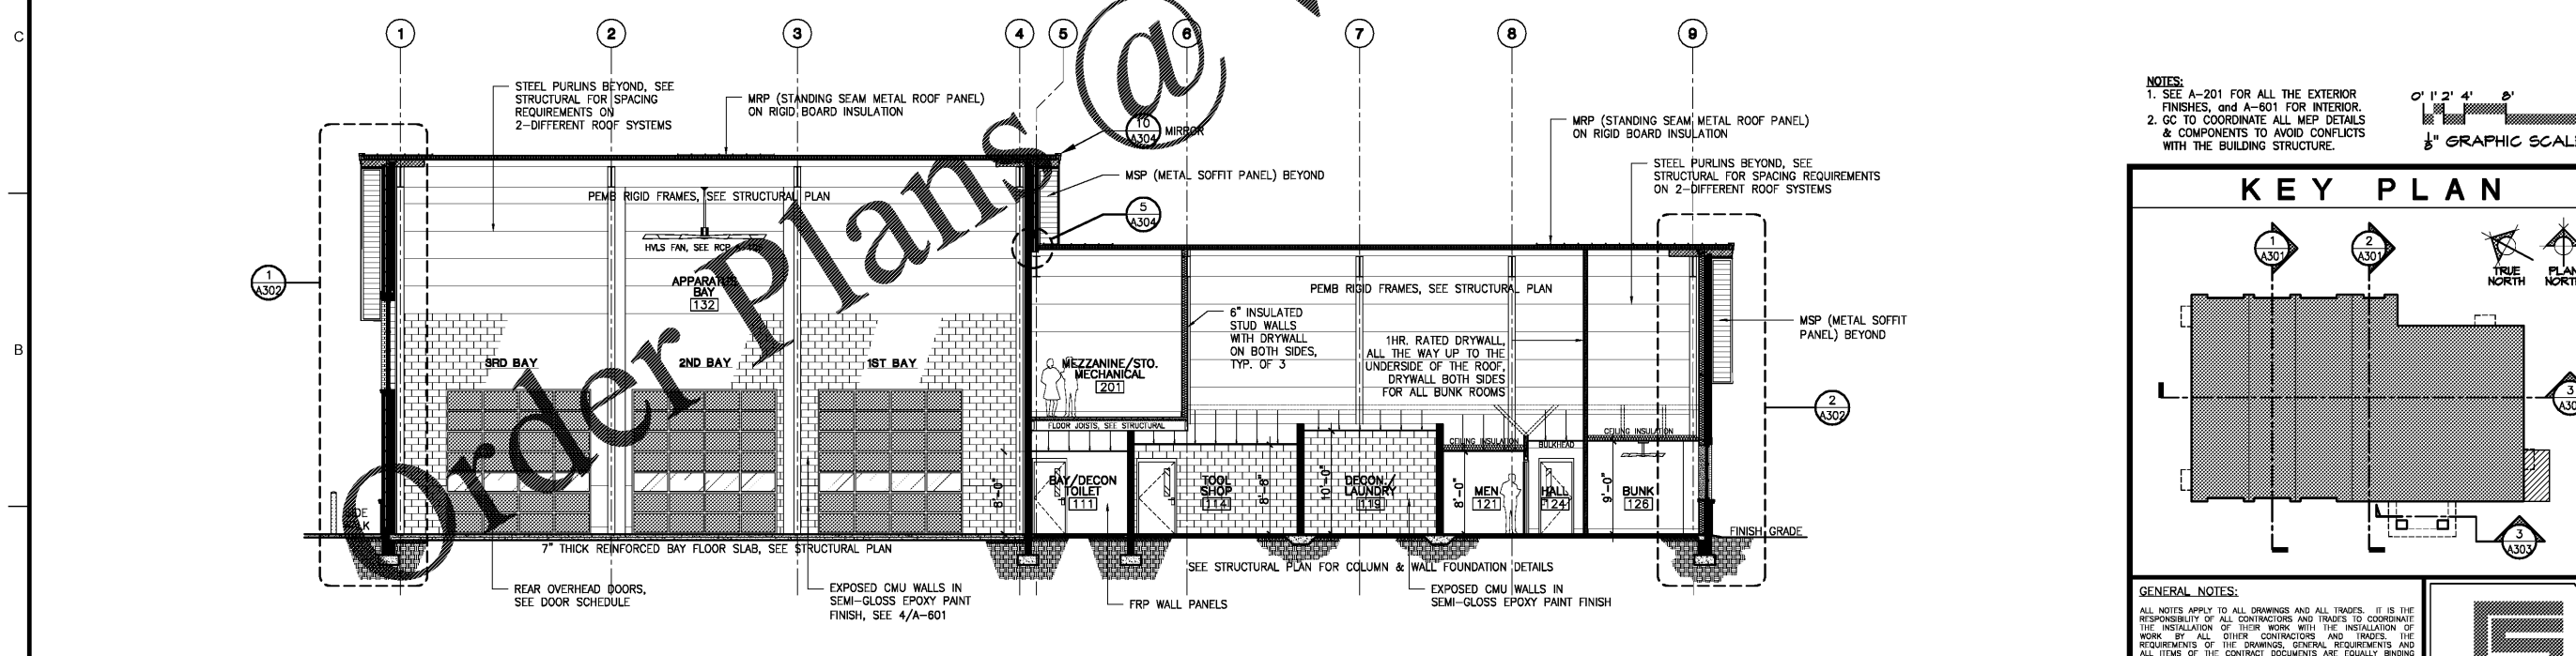 C
B
1
2
3
4
5
6
7
8
9
STEEL PURLINS BEYOND, SEE
STRUCTURAL FOR SPACING
REQUIREMENTS ON
2-DIFFERENT ROOF SYSTEMS
MRP (STANDING SEAM METAL ROOF PANEL)
ON RIGID BOARD INSULATION
10
A304
MIRROR
MSP (METAL SOFFIT PANEL) BEYOND
5
A304
MRP (STANDING SEAM METAL ROOF PANEL)
ON RIGID BOARD INSULATION
STEEL PURLINS BEYOND, SEE
STRUCTURAL FOR SPACING REQUIREMENTS
ON 2-DIFFERENT ROOF SYSTEMS
PEMB RIGID FRAMES, SEE STRUCTURAL PLAN
HVLS FAN, SEE RCP
APPARATUS
BAY
132
1
A302
3RD BAY
2ND BAY
1ST BAY
PEMB RIGID FRAMES, SEE STRUCTURAL PLAN
6" INSULATED
STUD WALLS
WITH DRYWALL
ON BOTH SIDES,
TYP. OF 3
1HR. RATED DRYWALL,
ALL THE WAY UP TO THE
UNDERSIDE OF THE ROOF,
DRYWALL BOTH SIDES
FOR ALL BUNK ROOMS
MSP (METAL SOFFIT
PANEL) BEYOND
2
A302
MEZZANINE/STO.
MECHANICAL
201
FLOOR JOISTS, SEE STRUCTURAL
CEILING INSULATION
BULKHEAD
CEILING INSULATION
8'-0"
BAY/DECON
TOILET
111
TOOL
SHOP
114
8'-8"
10'-0"
DECON./
LAUNDRY
119
8'-0"
MEN
121
HALL
124
9'-0"
BUNK
126
SIDE
WALK
FINISH GRADE
7" THICK REINFORCED BAY FLOOR SLAB, SEE STRUCTURAL PLAN
SEE STRUCTURAL PLAN FOR COLUMN & WALL FOUNDATION DETAILS
REAR OVERHEAD DOORS,
SEE DOOR SCHEDULE
EXPOSED CMU WALLS IN
SEMI-GLOSS EPOXY PAINT
FINISH, SEE 4/A-601
FRP WALL PANELS
EXPOSED CMU WALLS IN
SEMI-GLOSS EPOXY PAINT FINISH
Order Plans @
NOTES:
1. SEE A-201 FOR ALL THE EXTERIOR
FINISHES, and A-601 FOR INTERIOR.
2. GC TO COORDINATE ALL MEP DETAILS
& COMPONENTS TO AVOID CONFLICTS
WITH THE BUILDING STRUCTURE.
0' 1' 2' 4' 8'
1/8" GRAPHIC SCALE
KEY PLAN
1
A301
2
A301
TRUE
NORTH
PLAN
NORTH
3
3
A303
GENERAL NOTES:
ALL NOTES APPLY TO ALL DRAWINGS AND ALL TRADES. IT IS THE
RESPONSIBILITY OF ALL CONTRACTORS AND TRADES TO COORDINATE
THE INSTALLATION OF THEIR WORK WITH THE INSTALLATION OF
WORK BY ALL OTHER CONTRACTORS AND TRADES. THE
REQUIREMENTS OF THE DRAWINGS, GENERAL REQUIREMENTS AND
ALL ITEMS OF THE CONTRACT DOCUMENTS ARE EQUALLY BINDING